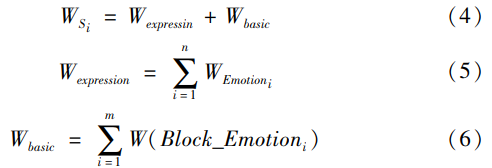 W_{S_i} = W_{expressin} + W_{basic} (4)
W_{expression} = \sum_{i=1}^{n} W_{Emotion_i} (5)
W_{basic} = \sum_{i=1}^{m} W(Block\_Emotion_i) (6)